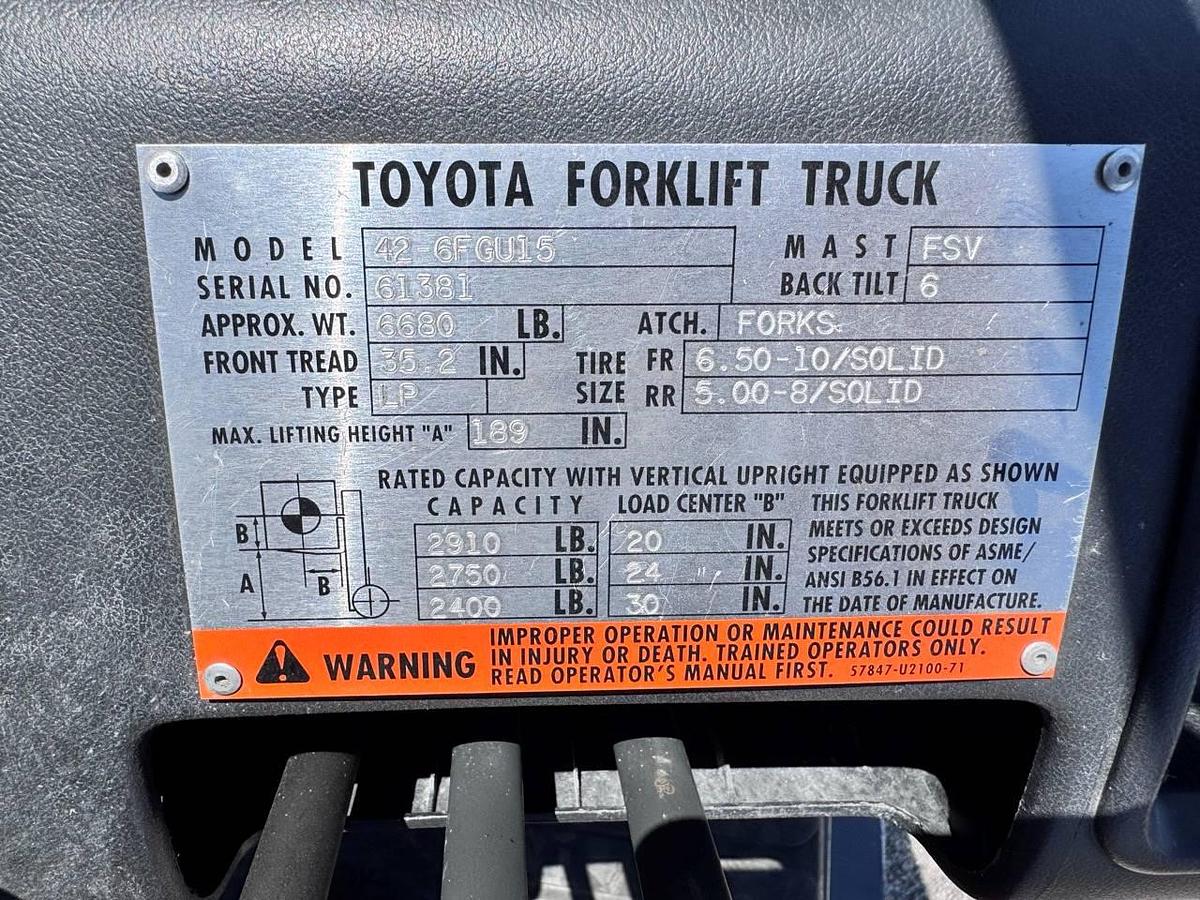 TOYOTA FORKLIFT TRUCK
MODEL 42-6FGU15 MAST FSV
SERIAL NO. 61381 BACK TILT 6
APPROX. WT. 6680 LB. ATCH. FORKS
FRONT TREAD 35.2 IN. TIRE FR 6.50-10/SOLID
TYPE LP SIZE RR 5.00-8/SOLID
MAX. LIFTING HEIGHT "A" 189 IN.
RATED CAPACITY WITH VERTICAL UPRIGHT EQUIPPED AS SHOWN
CAPACITY LOAD CENTER "B"
2910 LB. 20 IN.
2750 LB. 24 " IN.
2400 LB. 30 IN.
THIS FORKLIFT TRUCK
MEETS OR EXCEEDS DESIGN
SPECIFICATIONS OF ASME/
ANSI B56.1 IN EFFECT ON
THE DATE OF MANUFACTURE.
B
A B
WARNING
IMPROPER OPERATION OR MAINTENANCE COULD RESULT
IN INJURY OR DEATH. TRAINED OPERATORS ONLY.
READ OPERATOR'S MANUAL FIRST. 57847-U2100-71